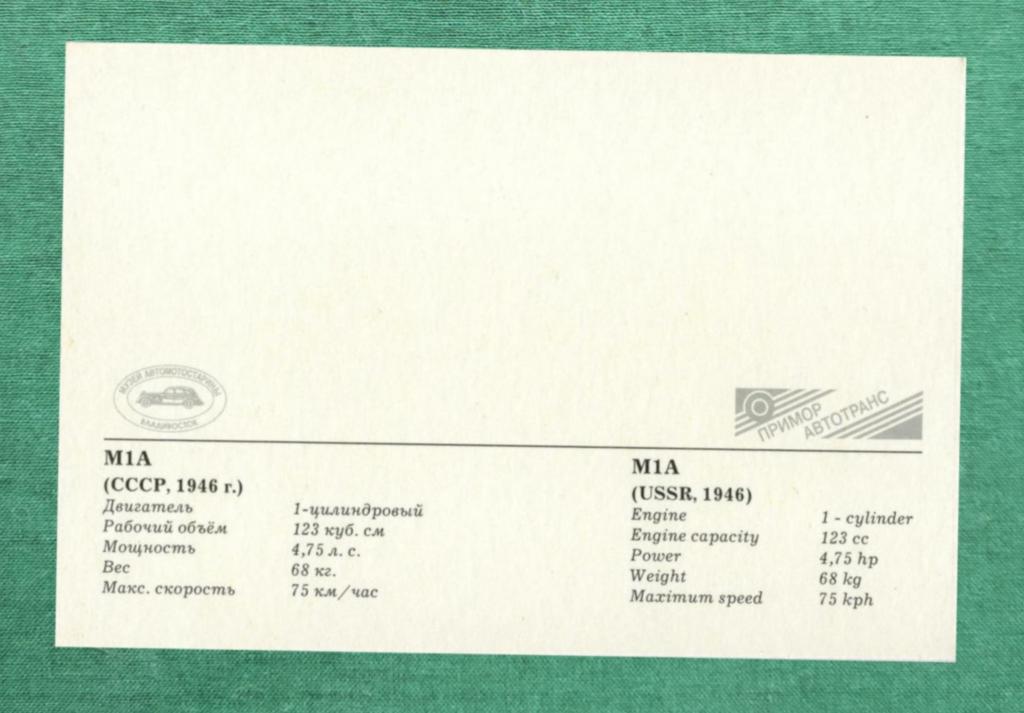 МУЗЕЙ АВТОМОТОСТАРИНЫ
ВЛАДИВОСТОК
ПРИМОР
АВТОТРАНС
М1А
(СССР, 1946 г.)
Двигатель 1-цилиндровый
Рабочий объём 123 куб. см
Мощность 4,75 л. с.
Вес 68 кг.
Макс. скорость 75 км/час
M1A
(USSR, 1946)
Engine 1 - cylinder
Engine capacity 123 cc
Power 4,75 hp
Weight 68 kg
Maximum speed 75 kph